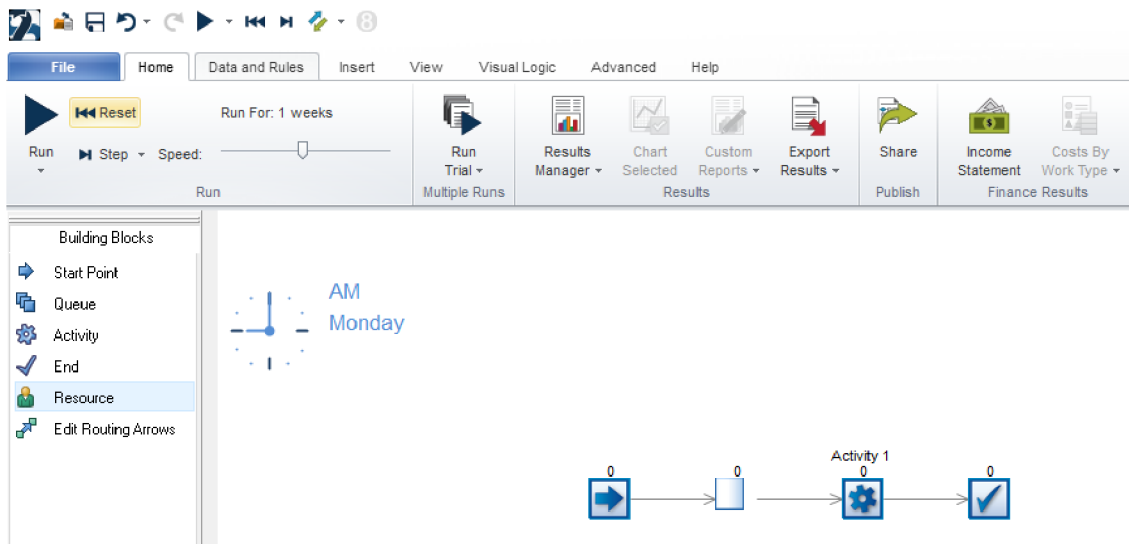 File Home Data and Rules Insert View Visual Logic Advanced Help
Reset Run For: 1 weeks
Run Step Speed: Run Trial Results Manager Chart Selected Custom Reports Export Results Share Income Statement Costs By Work Type
Run Multiple Runs Results Publish Finance Results
Building Blocks
Start Point
Queue
Activity
End
Resource
Edit Routing Arrows
AM
Monday
Activity 1
0 0 0 0